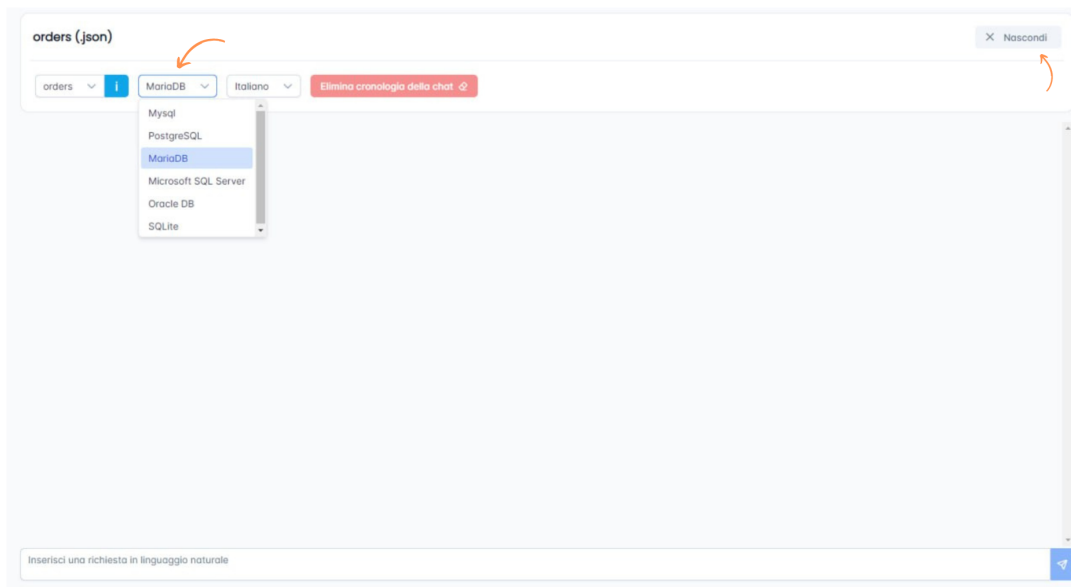 orders (.json)
Nascondi
orders
i
MariaDB
Italiano
Elimina cronologia della chat
Mysql
PostgreSQL
MariaDB
Microsoft SQL Server
Oracle DB
SQLite
Inserisci una richiesta in linguaggio naturale